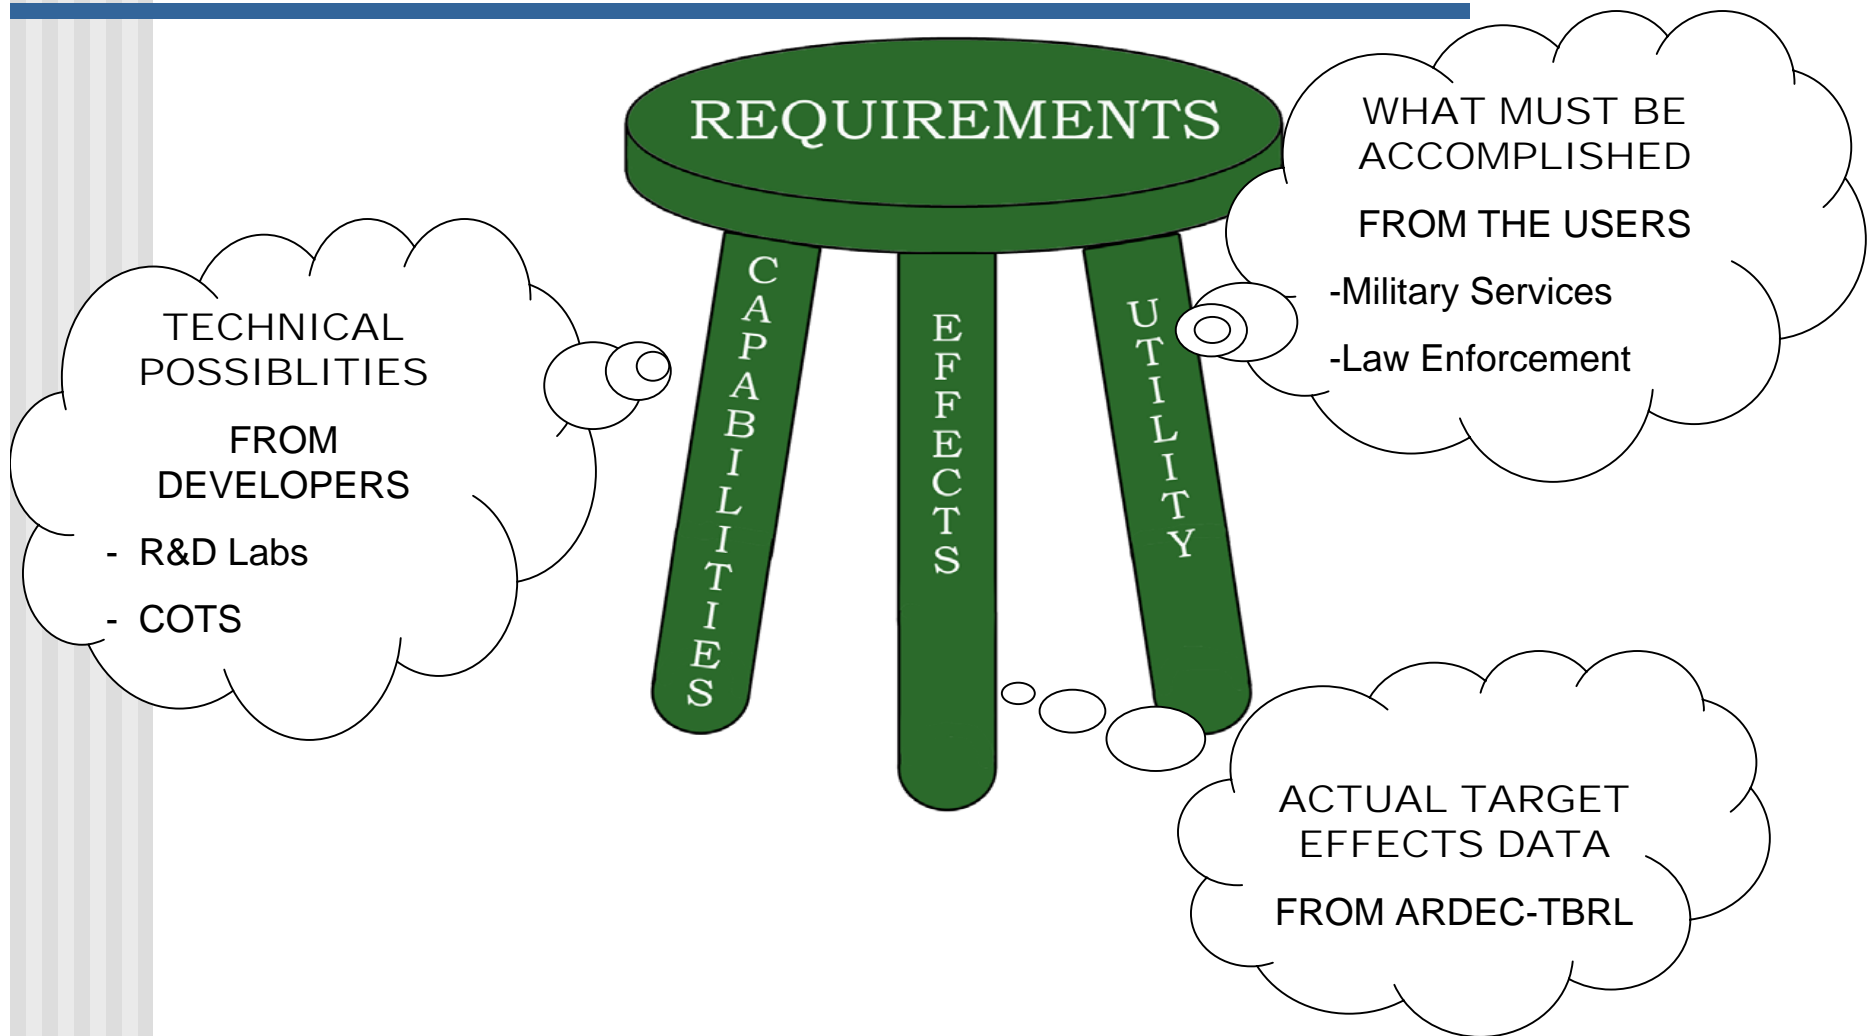 REQUIREMENTS
WHAT MUST BE
ACCOMPLISHED
FROM THE USERS
-Military Services
-Law Enforcement
TECHNICAL
POSSIBLITIES
FROM
DEVELOPERS
- R&D Labs
- COTS
CAPABILITIES
EFFECTS
UTILITY
ACTUAL TARGET
EFFECTS DATA
FROM ARDEC-TBRL